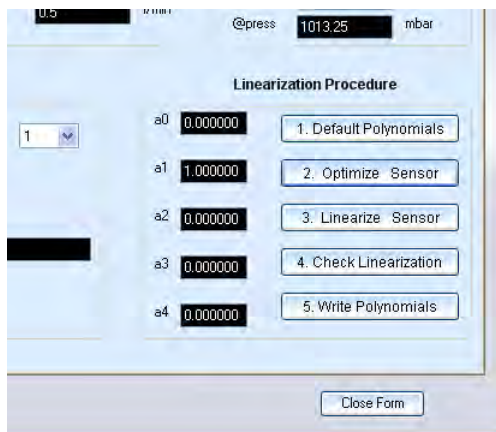 0.5
@press 1013.25 mbar
Linearization Procedure
1
a0 0.000000 1. Default Polynomials
a1 1.000000 2. Optimize Sensor
a2 0.000000 3. Linearize Sensor
a3 0.000000 4. Check Linearization
a4 0.000000 5. Write Polynomials
Close Form